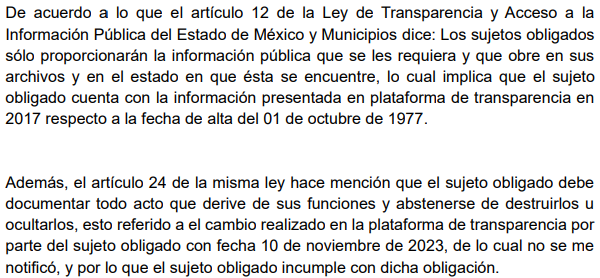 De acuerdo a lo que el artículo 12 de la Ley de Transparencia y Acceso a la
Información Pública del Estado de México y Municipios dice: Los sujetos obligados
sólo proporcionarán la información pública que se les requiera y que obre en sus
archivos y en el estado en que ésta se encuentre, lo cual implica que el sujeto
obligado cuenta con la información presentada en plataforma de transparencia en
2017 respecto a la fecha de alta del 01 de octubre de 1977.
Además, el artículo 24 de la misma ley hace mención que el sujeto obligado debe
documentar todo acto que derive de sus funciones y abstenerse de destruirlos u
ocultarlos, esto referido a el cambio realizado en la plataforma de transparencia por
parte del sujeto obligado con fecha 10 de noviembre de 2023, de lo cual no se me
notificó, y por lo que el sujeto obligado incumple con dicha obligación.